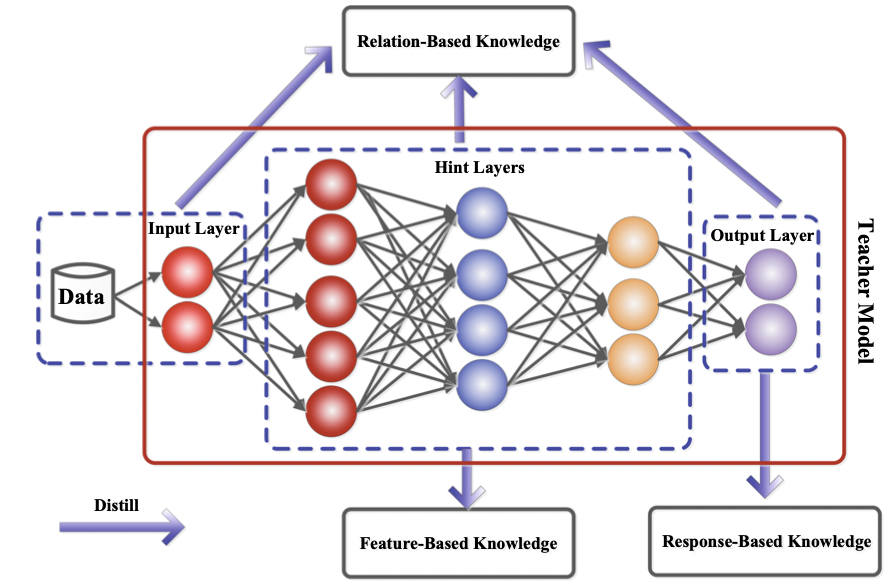 Relation-Based Knowledge
Hint Layers
Input Layer
Output Layer
Data
Teacher Model
Distill
Feature-Based Knowledge
Response-Based Knowledge